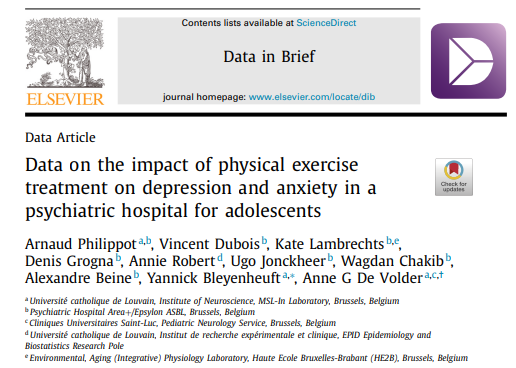 Contents lists available at ScienceDirect
Data in Brief
ELSEVIER
journal homepage: www.elsevier.com/locate/dib
Data Article
Data on the impact of physical exercise
treatment on depression and anxiety in a
psychiatric hospital for adolescents
Check for
updates
Arnaud Philippot a,b, Vincent Dubois b, Kate Lambrechts b,e,
Denis Grogna b, Annie Robert d, Ugo Jonckheer b, Wagdan Chakib b,
Alexandre Beine b, Yannick Bleyenheuft a,*, Anne G De Volder a,c,†
a Université catholique de Louvain, Institute of Neuroscience, MSL-In Laboratory, Brussels, Belgium
b Psychiatric Hospital Area+/Epsylon ASBL, Brussels, Belgium
c Cliniques Universitaires Saint-Luc, Pediatric Neurology Service, Brussels, Belgium
d Université catholique de Louvain, Institut de recherche expérimentale et clinique, EPID Epidemiology and
Biostatistics Research Pole
e Environmental, Aging (Integrative) Physiology Laboratory, Haute Ecole Bruxelles-Brabant (HE2B), Brussels, Belgium